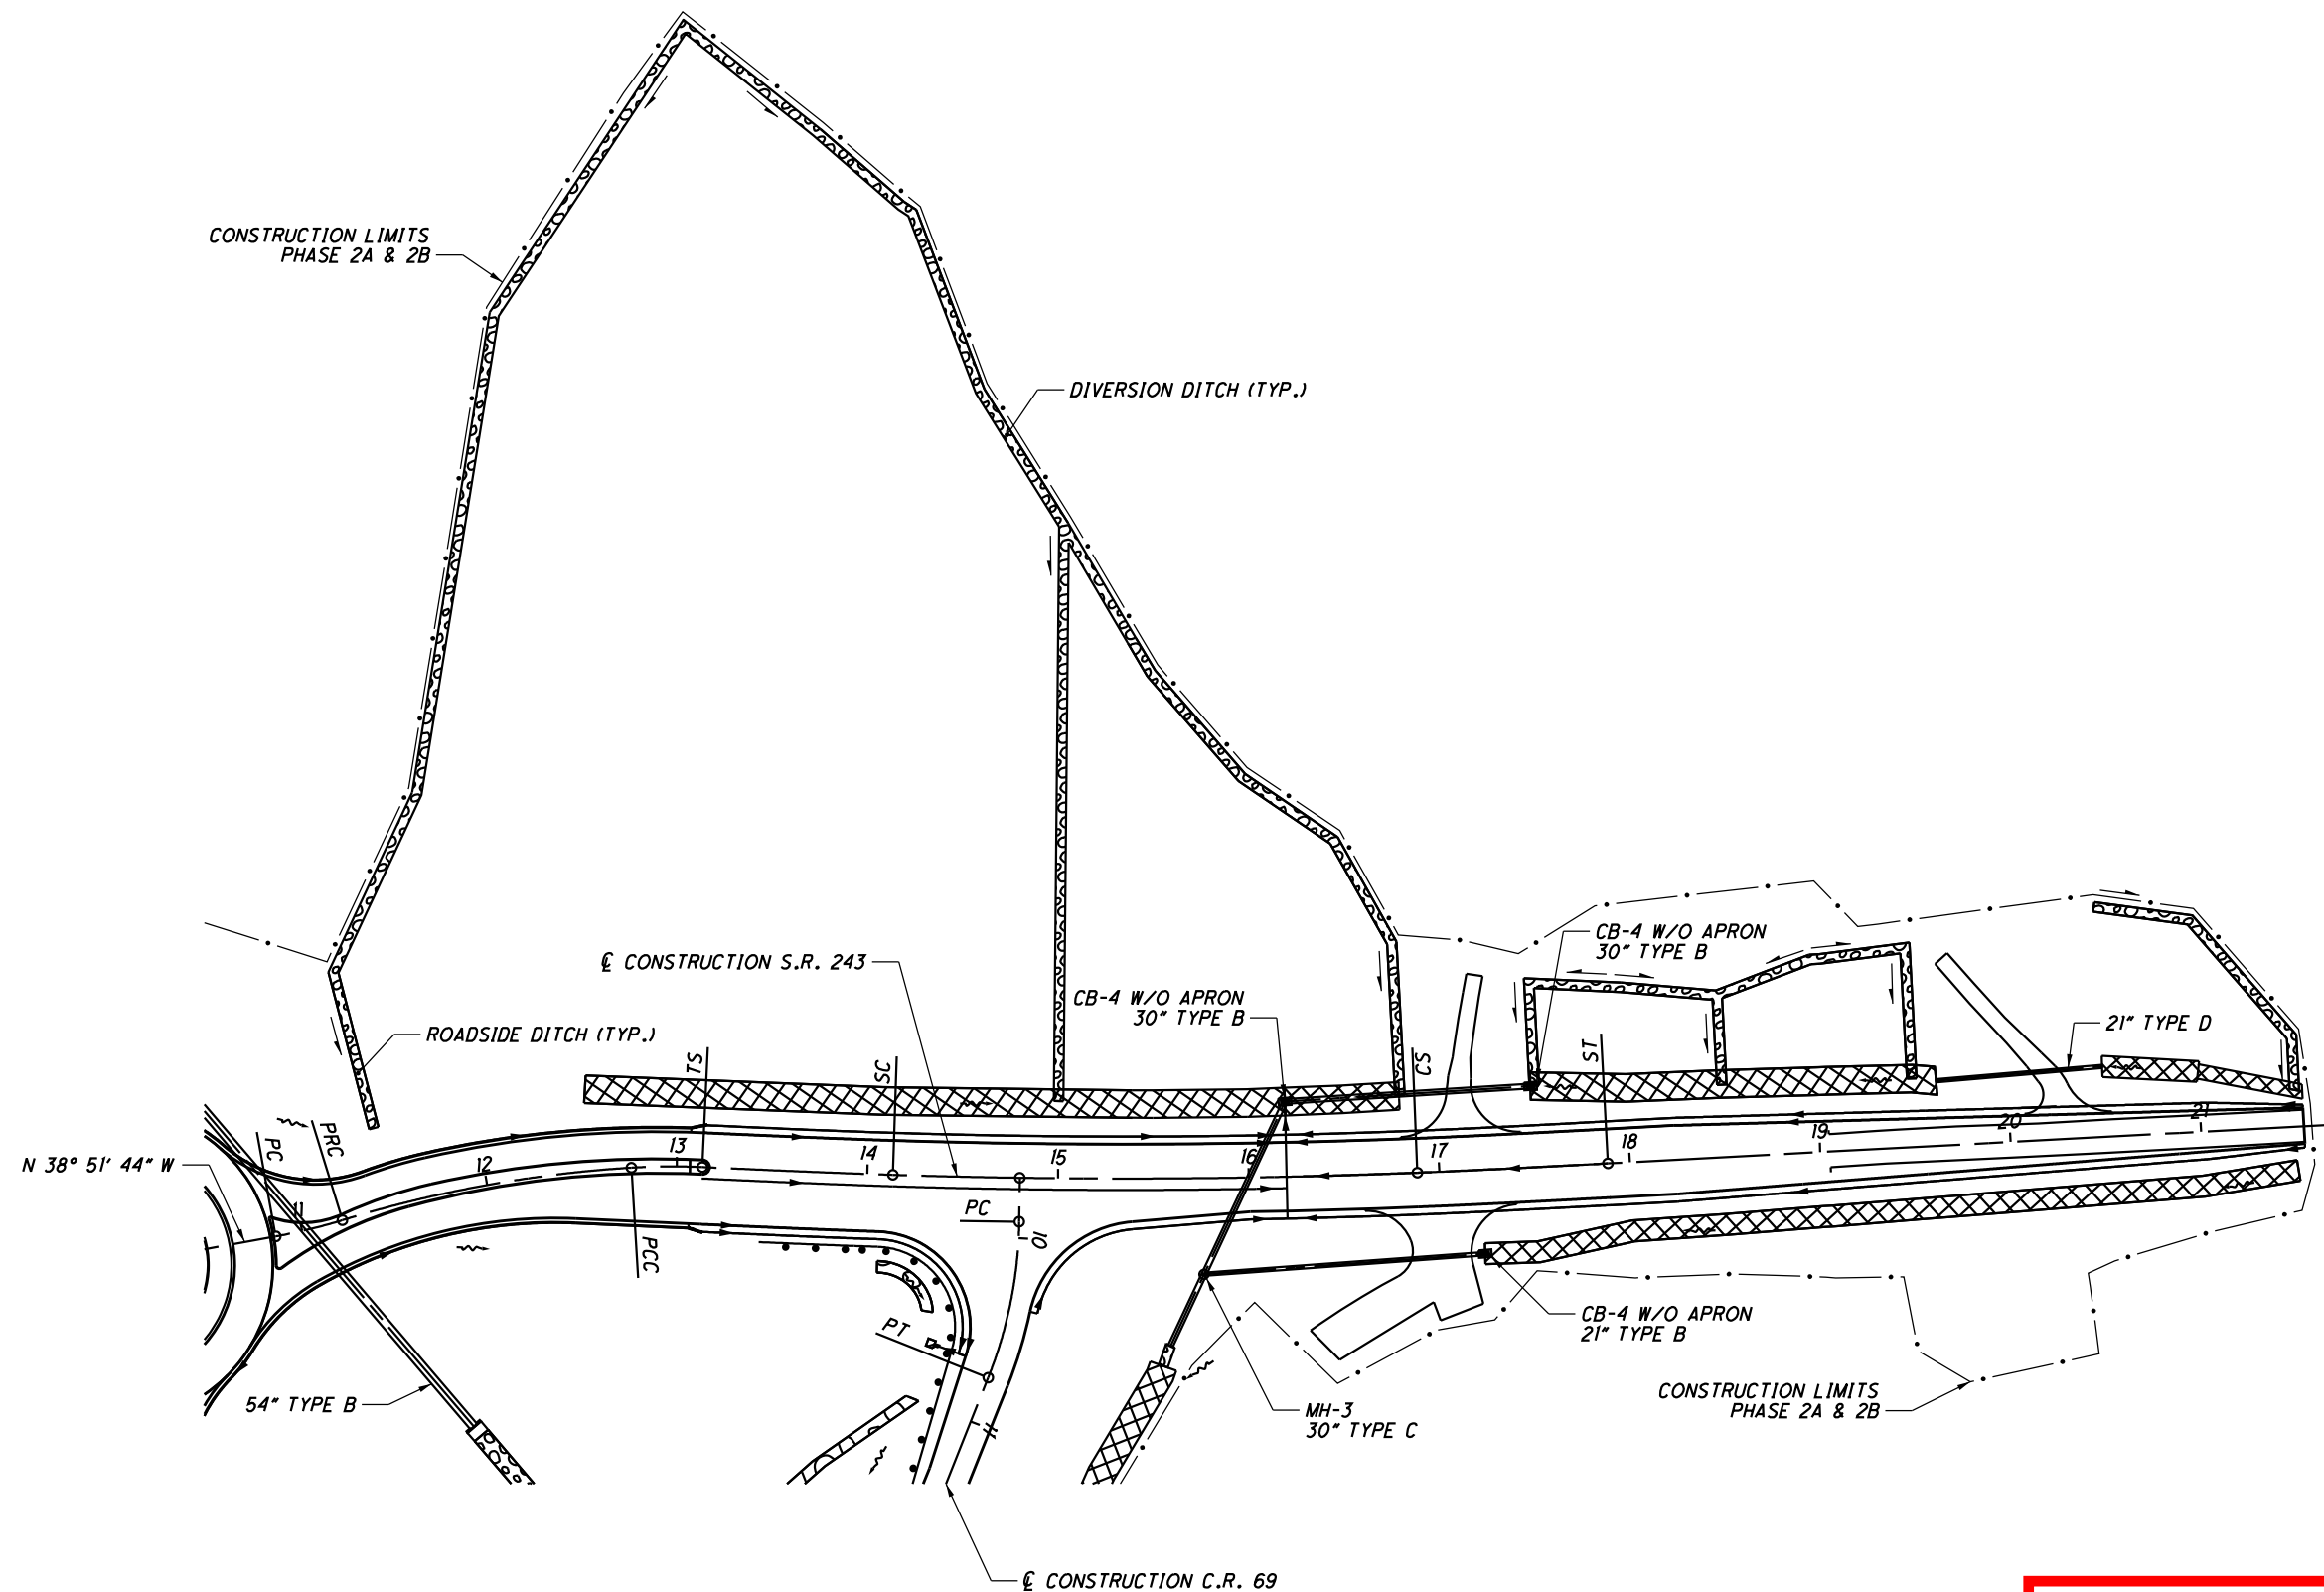 CONSTRUCTION LIMITS
PHASE 2A & 2B
DIVERSION DITCH (TYP.)
℄ CONSTRUCTION S.R. 243
CB-4 W/O APRON
30" TYPE B
CB-4 W/O APRON
30" TYPE B
ROADSIDE DITCH (TYP.)
21" TYPE D
TS
SC
CS
ST
N 38° 51' 44" W
PC
PRC
11
12
13
14
15
16
17
18
19
20
21
PCC
PC
10
PT
11
54" TYPE B
CB-4 W/O APRON
21" TYPE B
MH-3
30" TYPE C
CONSTRUCTION LIMITS
PHASE 2A & 2B
℄ CONSTRUCTION C.R. 69